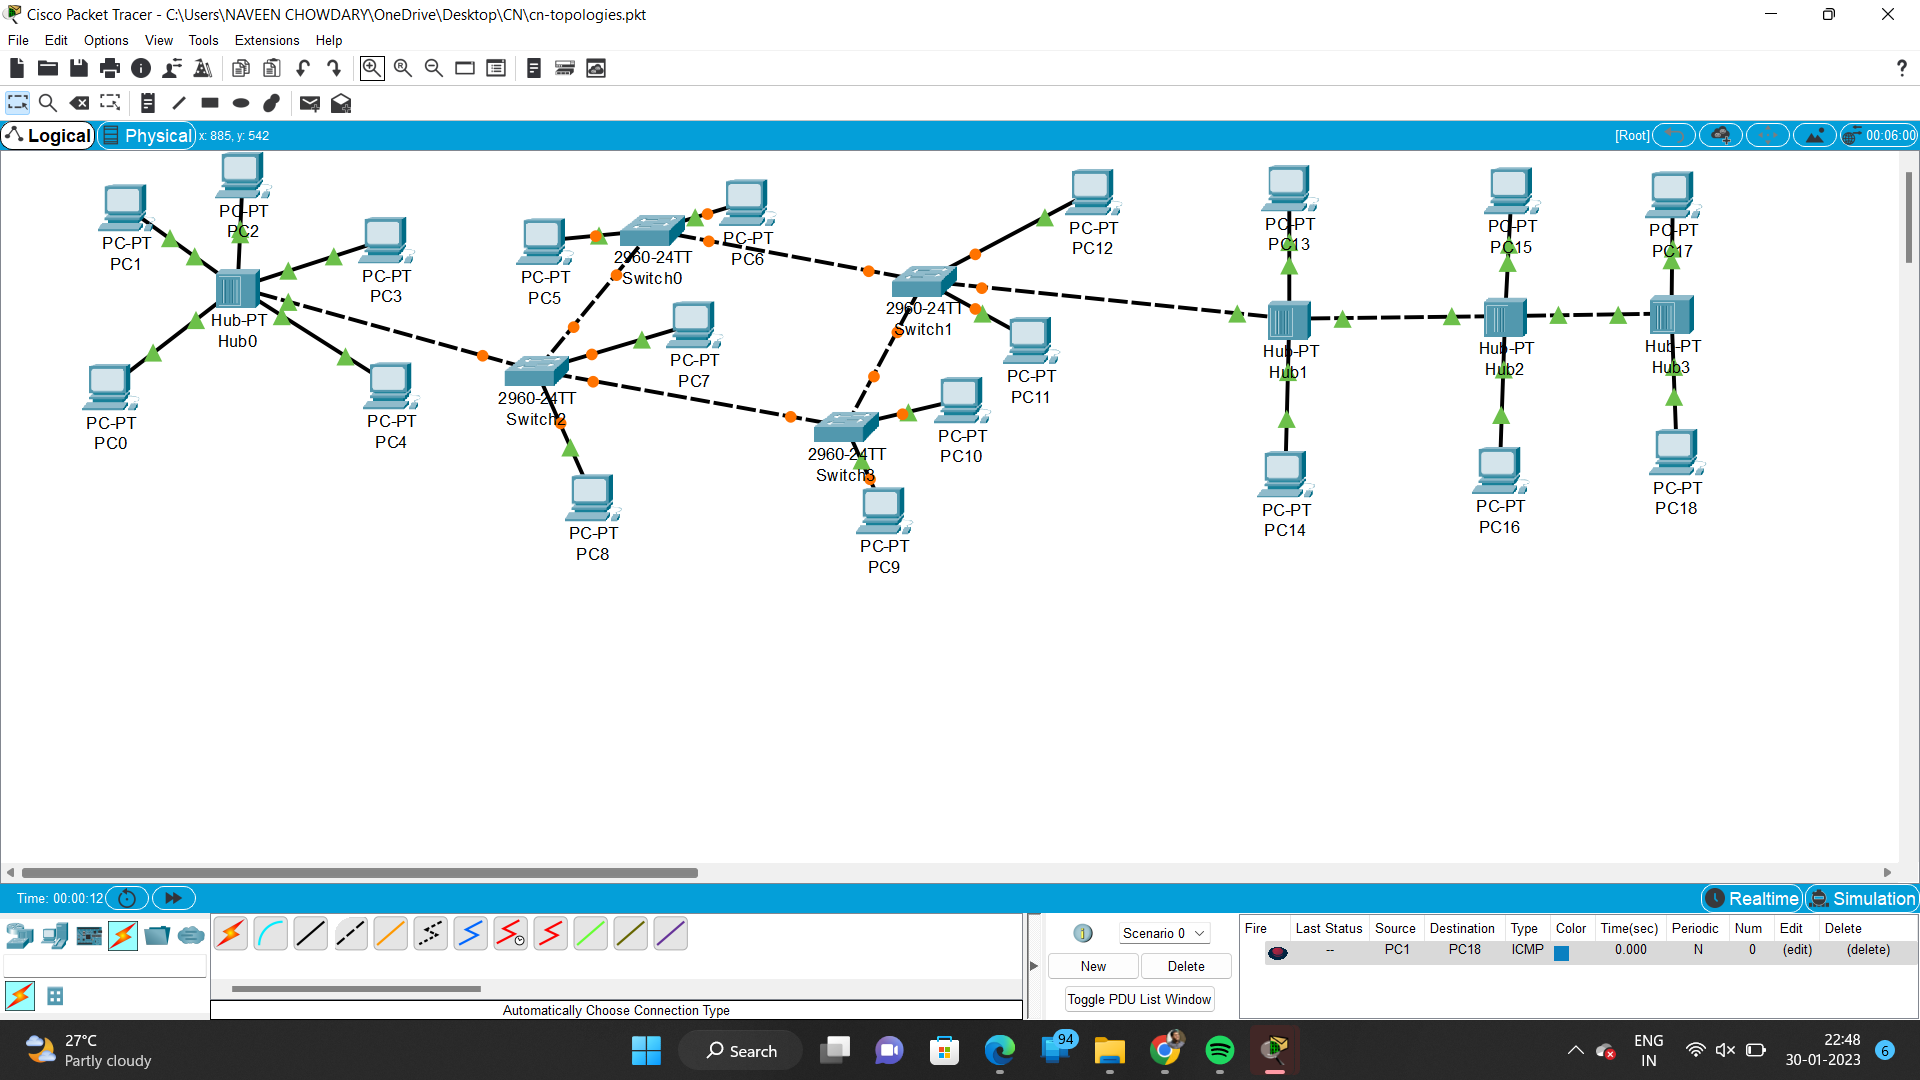 Cisco Packet Tracer - C:\Users\NAVEEN CHOWDARY\OneDrive\Desktop\CN\cn-topologies.pkt
File Edit Options View Tools Extensions Help
?
Logical Physical x: 885, y: 542 [Root] 00:06:00
PC-PT
PC1
PC-PT
PC2
PC-PT
PC3
Hub-PT
Hub0
PC-PT
PC0
PC-PT
PC4
PC-PT
PC5
2960-24TT
Switch0
PC-PT
PC6
PC-PT
PC7
2960-24TT
Switch2
PC-PT
PC8
2960-24TT
Switch1
PC-PT
PC12
PC-PT
PC11
PC-PT
PC10
2960-24TT
Switch3
PC-PT
PC9
PC-PT
PC13
Hub-PT
Hub1
PC-PT
PC14
PC-PT
PC15
Hub-PT
Hub2
PC-PT
PC16
PC-PT
PC17
Hub-PT
Hub3
PC-PT
PC18
Time: 00:00:12 Realtime Simulation
Automatically Choose Connection Type
Scenario 0
New Delete
Toggle PDU List Window
Fire Last Status Source Destination Type Color Time(sec) Periodic Num Edit Delete
-- PC1 PC18 ICMP 0.000 N 0 (edit) (delete)
27°C
Partly cloudy
Search
94
ENG
IN
22:48
30-01-2023
6